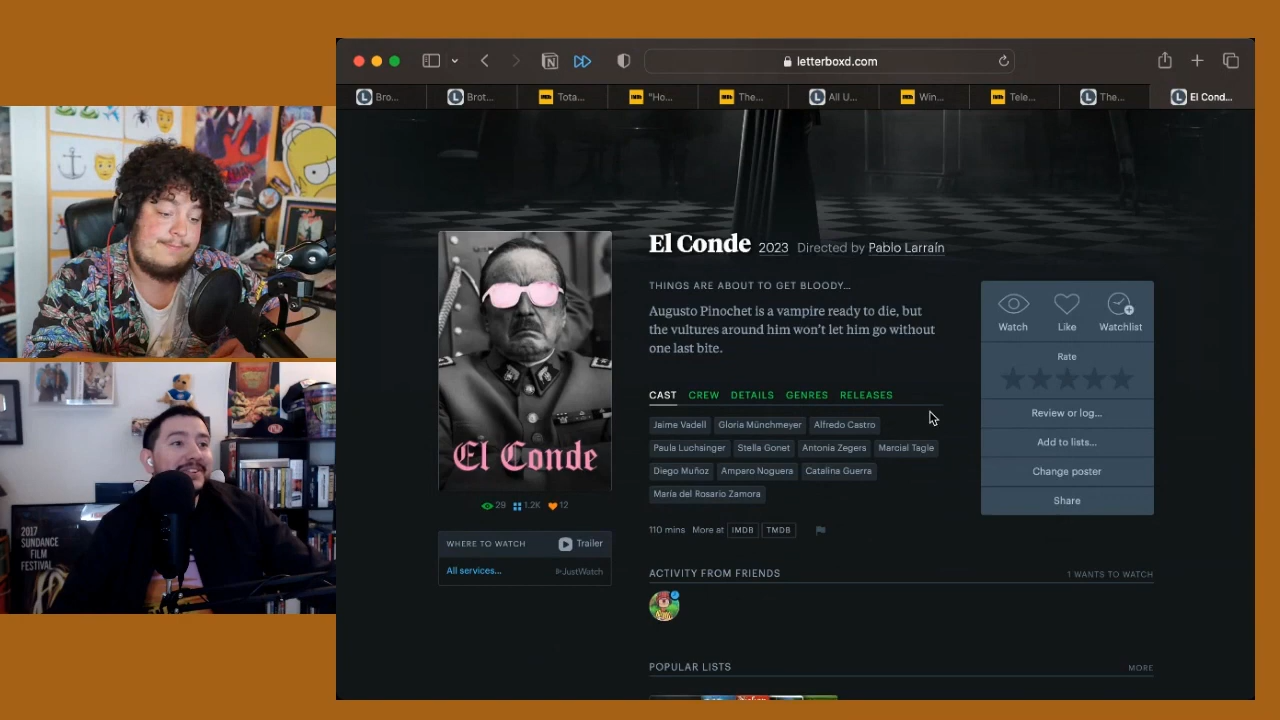 letterboxd.com
Bro...
Brot...
Tota...
"Ho...
The...
All U...
Win...
Tele...
The...
El Cond...
El Conde 2023 Directed by Pablo Larraín
THINGS ARE ABOUT TO GET BLOODY...
Augusto Pinochet is a vampire ready to die, but
the vultures around him won't let him go without
one last bite.
CAST CREW DETAILS GENRES RELEASES
Jaime Vadell Gloria Münchmeyer Alfredo Castro
Paula Luchsinger Stella Gonet Antonia Zegers Marcial Tagle
Diego Muñoz Amparo Noguera Catalina Guerra
María del Rosario Zamora
110 mins More at IMDB TMDB
Watch Like Watchlist
Rate
Review or log...
Add to lists...
Change poster
Share
El Conde
29 1.2K 12
WHERE TO WATCH Trailer
All services... JustWatch
ACTIVITY FROM FRIENDS 1 WANTS TO WATCH
POPULAR LISTS MORE
2017
SUNDANCE
FILM
FESTIVAL